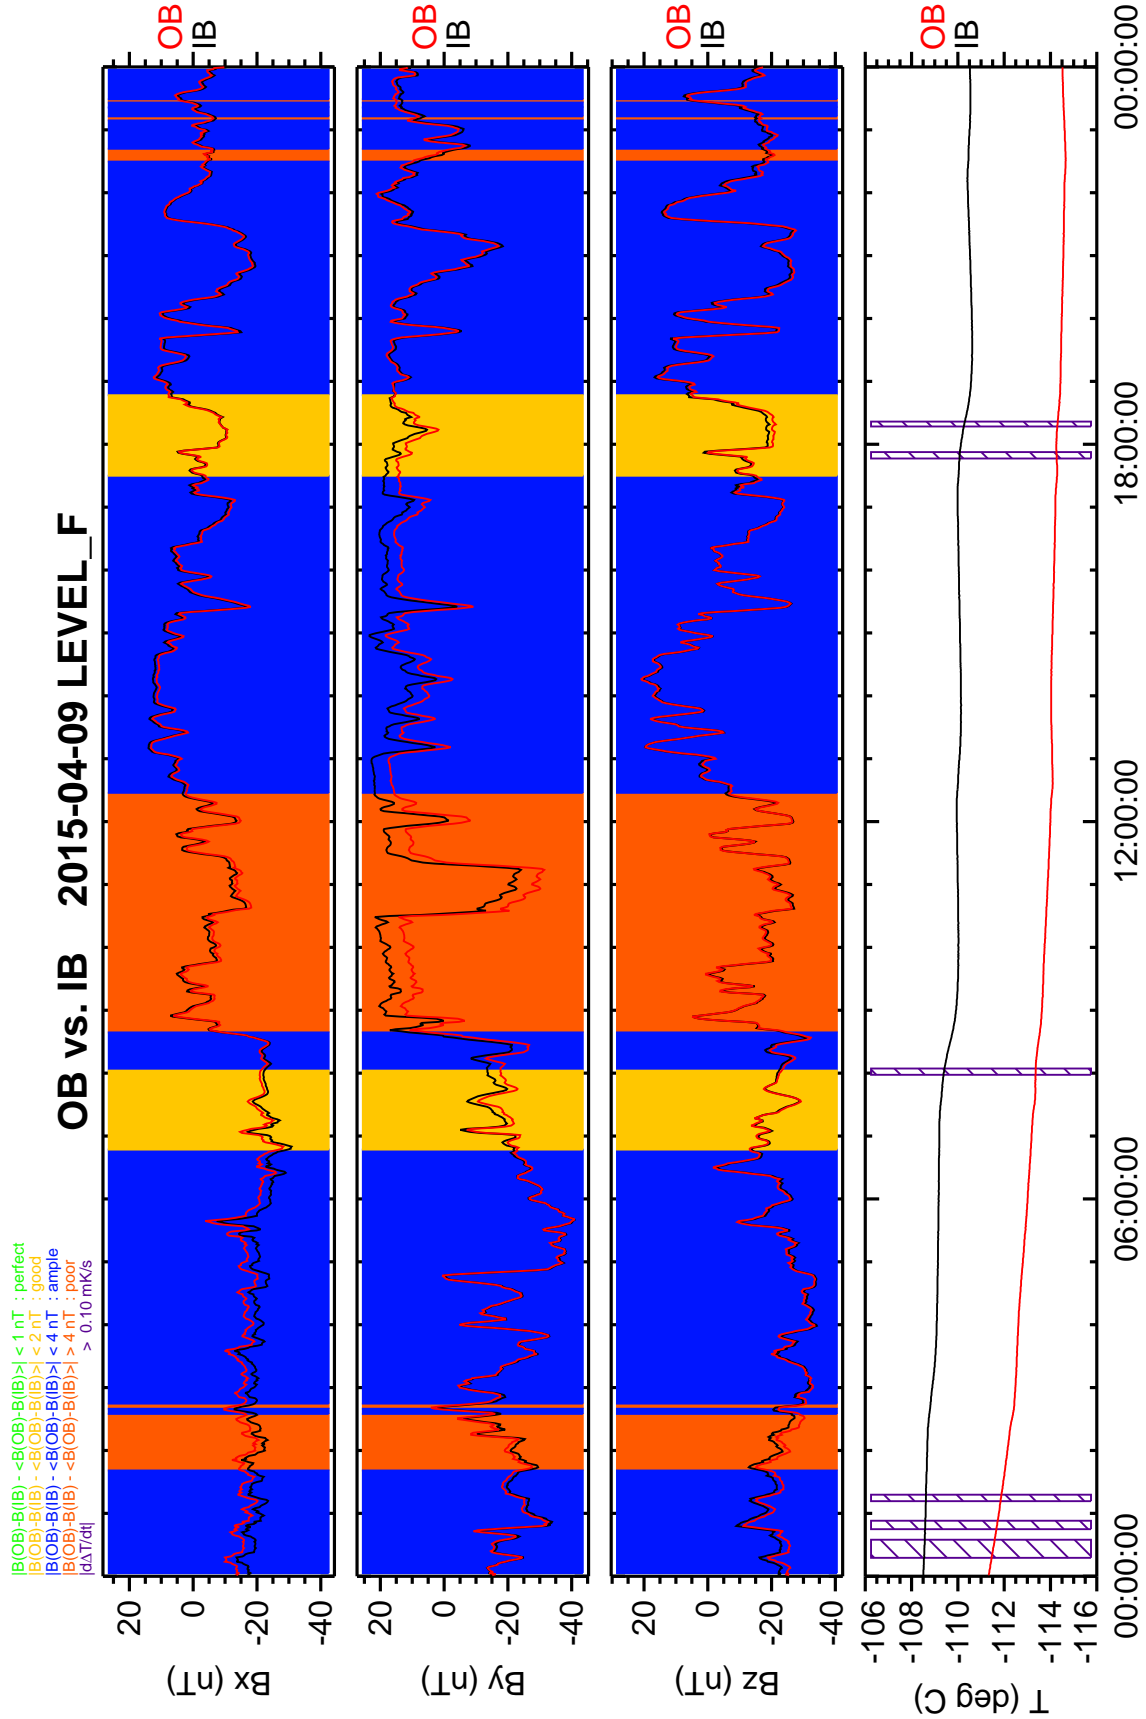 |B(OB)-B(IB) - <B(OB)-B(IB)>| < 1 nT : perfect
|B(OB)-B(IB) - <B(OB)-B(IB)>| < 2 nT : good
|B(OB)-B(IB) - <B(OB)-B(IB)>| < 4 nT : ample
|B(OB)-B(IB) - <B(OB)-B(IB)>| > 4 nT : poor
|dΔT/dt| > 0.10 mK/s
OB vs. IB 2015-04-09 LEVEL_F
Bx (nT)
20
0
-20
-40
OB
IB
By (nT)
20
0
-20
-40
OB
IB
Bz (nT)
20
0
-20
-40
OB
IB
T (deg C)
-106
-108
-110
-112
-114
-116
OB
IB
00:00:00 06:00:00 12:00:00 18:00:00 00:00:00